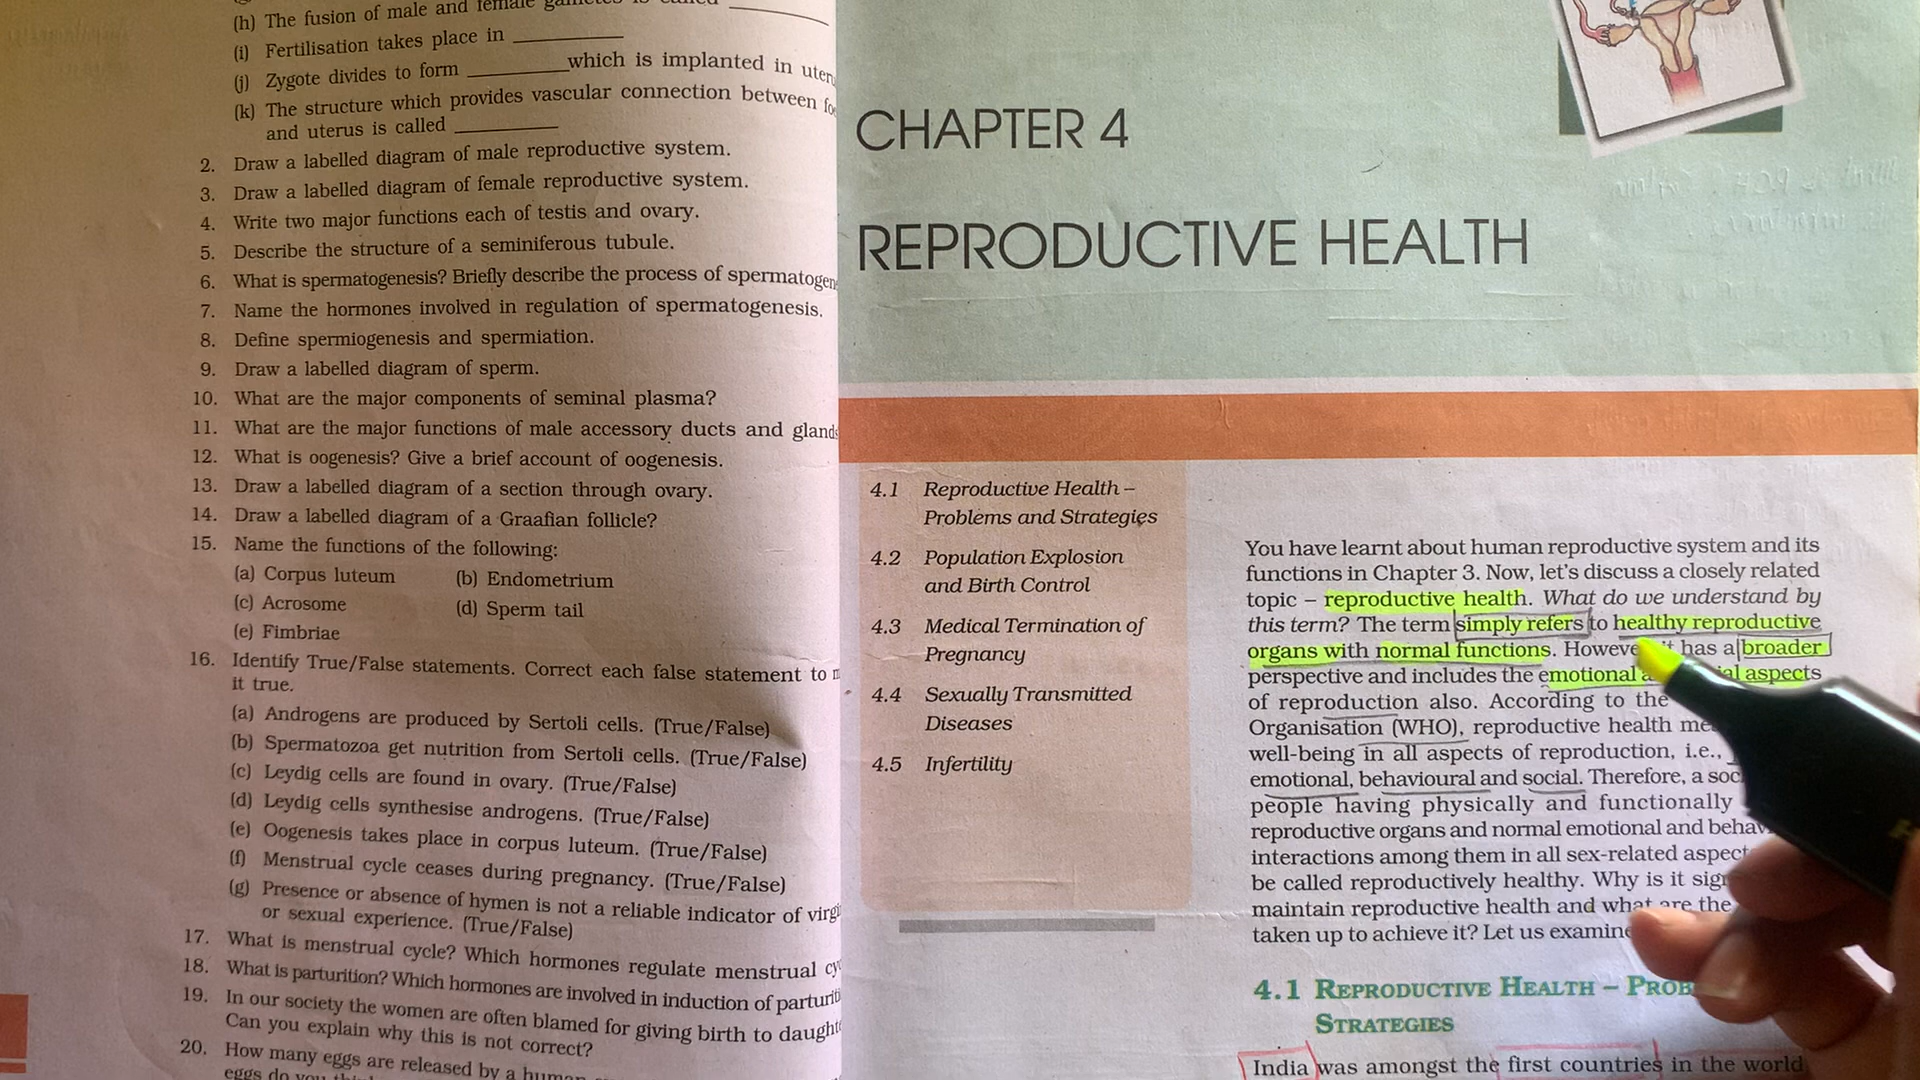 (h) The fusion of male and female gametes is called
(i) Fertilisation takes place in
(j) Zygote divides to form which is implanted in
(k) The structure which provides vascular connection between
and uterus is called
2. Draw a labelled diagram of male reproductive system.
3. Draw a labelled diagram of female reproductive system.
4. Write two major functions each of testis and ovary.
5. Describe the structure of a seminiferous tubule.
6. What is spermatogenesis? Briefly describe the process of
7. Name the hormones involved in regulation of spermatogenesis.
8. Define spermiogenesis and spermiation.
9. Draw a labelled diagram of sperm.
10. What are the major components of seminal plasma?
11. What are the major functions of male accessory ducts and
12. What is oogenesis? Give a brief account of oogenesis.
13. Draw a labelled diagram of a section through ovary.
14. Draw a labelled diagram of a Graafian follicle?
15. Name the functions of the following:
(a) Corpus luteum (b) Endometrium
(c) Acrosome (d) Sperm tail
(e) Fimbriae
16. Identify True/False statements. Correct each false statement to
it true.
(a) Androgens are produced by Sertoli cells. (True/False)
(b) Spermatozoa get nutrition from Sertoli cells. (True/False)
(c) Leydig cells are found in ovary. (True/False)
(d) Leydig cells synthesise androgens. (True/False)
(e) Oogenesis takes place in corpus luteum. (True/False)
(f) Menstrual cycle ceases during pregnancy. (True/False)
(g) Presence or absence of hymen is not a reliable indicator of
or sexual experience. (True/False)
17. What is menstrual cycle? Which hormones regulate menstrual
18. What is parturition? Which hormones are involved in induction of
19. In our society the women are often blamed for giving birth to
Can you explain why this is not correct?
20. How many eggs are released by a human
eggs do
CHAPTER 4
REPRODUCTIVE HEALTH
4.1 Reproductive Health –
Problems and Strategies
4.2 Population Explosion
and Birth Control
4.3 Medical Termination of
Pregnancy
4.4 Sexually Transmitted
Diseases
4.5 Infertility
You have learnt about human reproductive system and its
functions in Chapter 3. Now, let's discuss a closely related
topic – reproductive health. What do we understand by
this term? The term simply refers to healthy reproductive
organs with normal functions. However it has a broader
perspective and includes the emotional aspects
of reproduction also. According to the
Organisation (WHO), reproductive health
well-being in all aspects of reproduction, i.e.,
emotional, behavioural and social. Therefore, a
people having physically and functionally
reproductive organs and normal emotional and
interactions among them in all sex-related
be called reproductively healthy. Why is it
maintain reproductive health and what are the
taken up to achieve it? Let us examine
4.1 REPRODUCTIVE HEALTH –
STRATEGIES
India was amongst the first countries in the world